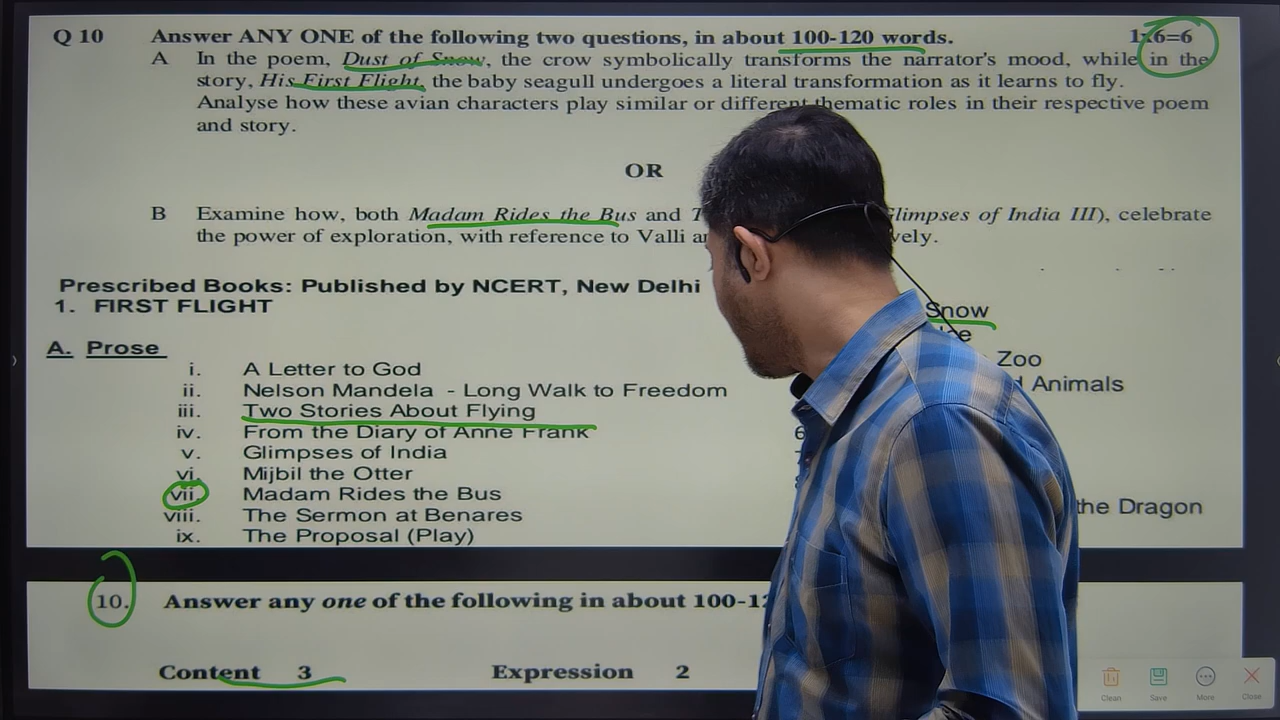 Q 10 Answer ANY ONE of the following two questions, in about 100-120 words. 1×6=6
A In the poem, Dust of Snow, the crow symbolically transforms the narrator's mood, while in the
story, His First Flight, the baby seagull undergoes a literal transformation as it learns to fly.
Analyse how these avian characters play similar or different thematic roles in their respective poem
and story.
OR
B Examine how, both Madam Rides the Bus and Glimpses of India III), celebrate
the power of exploration, with reference to Valli
Prescribed Books: Published by NCERT, New Delhi
1. FIRST FLIGHT
Snow
A. Prose
Zoo
i. A Letter to God
Animals
ii. Nelson Mandela - Long Walk to Freedom
iii. Two Stories About Flying
iv. From the Diary of Anne Frank
v. Glimpses of India
vi. Mijbil the Otter
vii. Madam Rides the Bus
viii. The Sermon at Benares
the Dragon
ix. The Proposal (Play)
10. Answer any one of the following in about
Content 3 Expression 2
Clean Save More Close